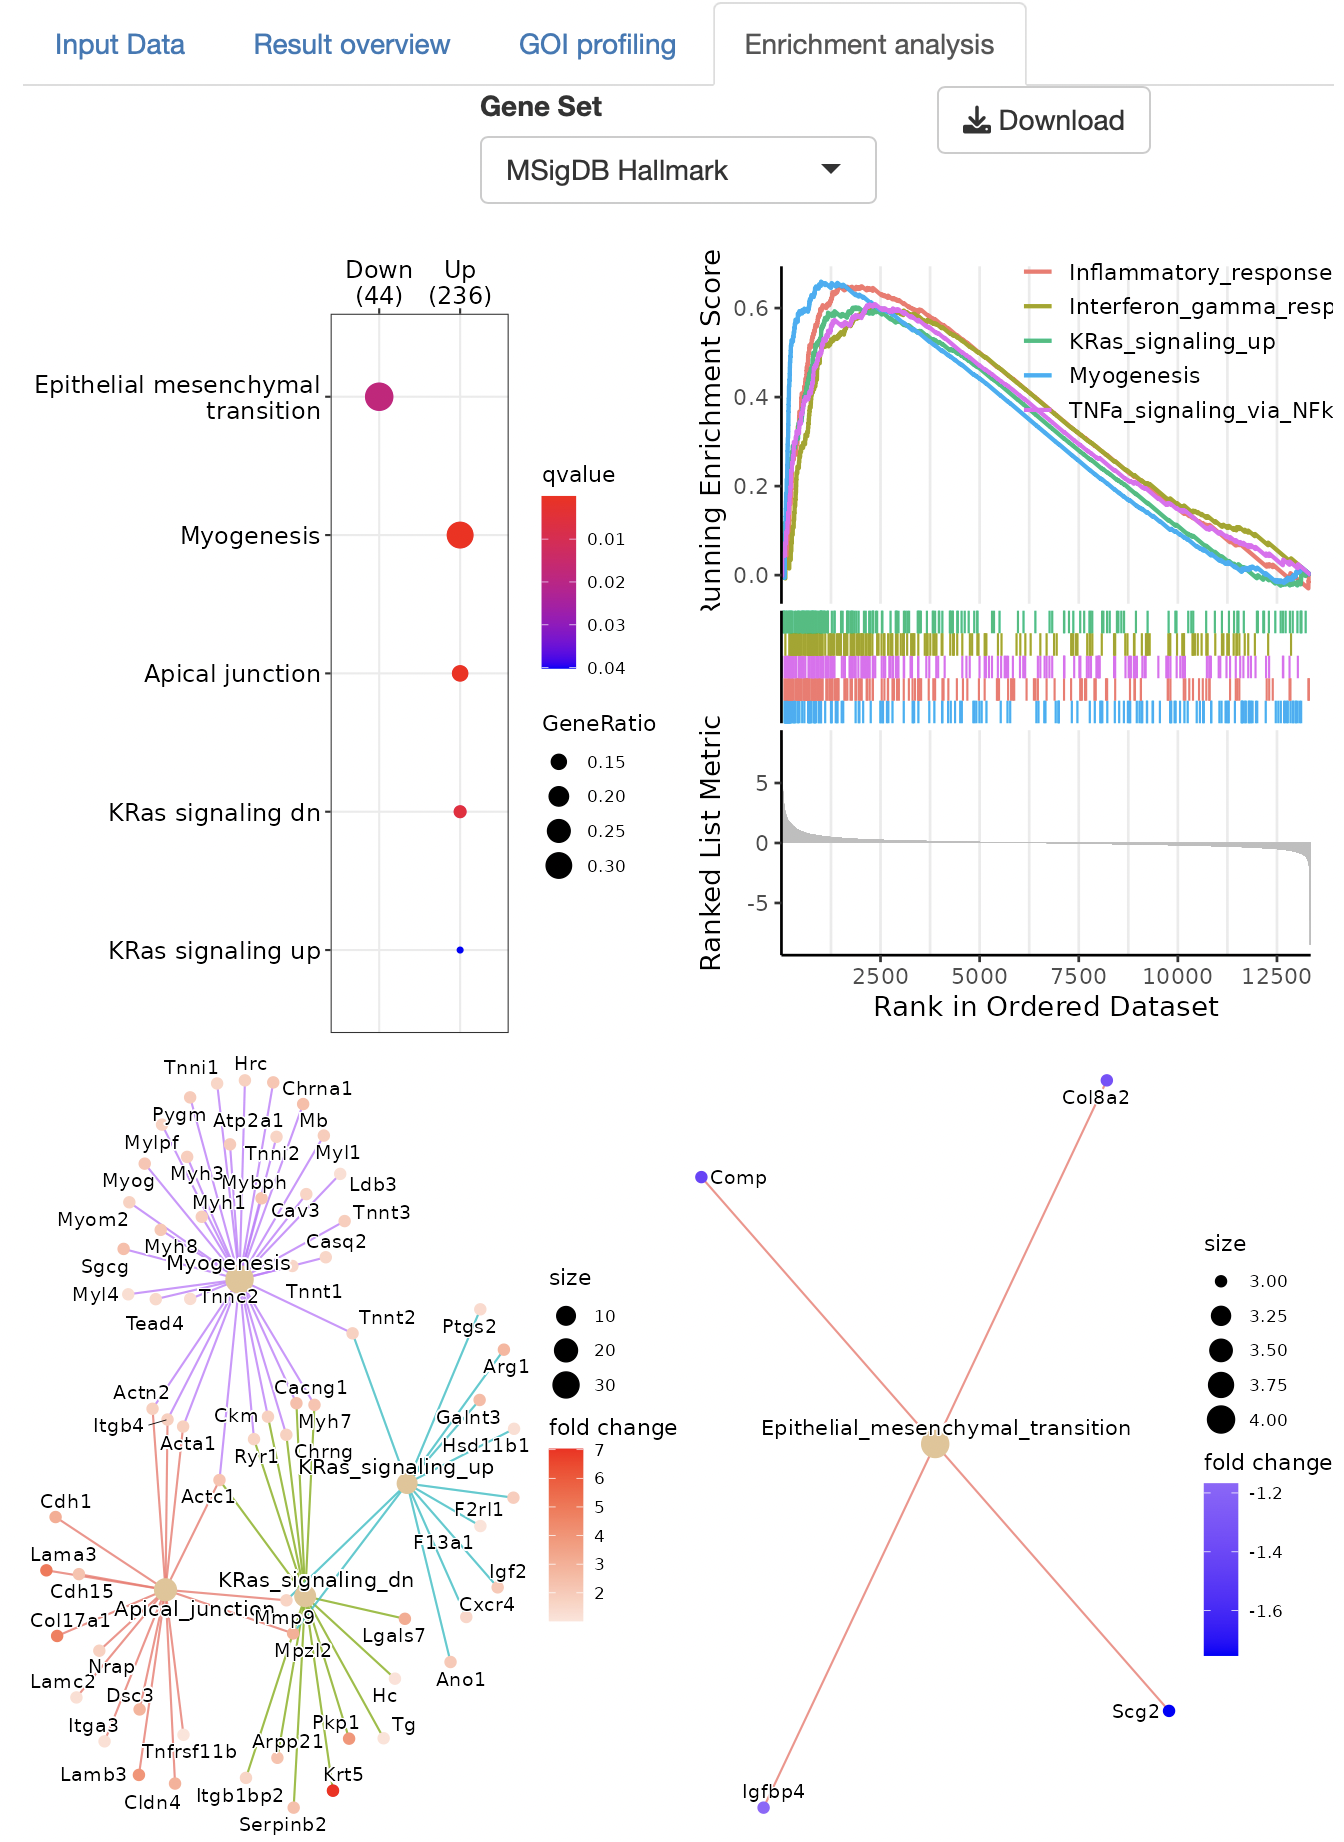 Input Data
Result overview
GOI profiling
Enrichment analysis
Gene Set
Download
MSigDB Hallmark
Down
(44)
Up
(236)
Epithelial mesenchymal
transition
Myogenesis
Apical junction
KRas signaling dn
KRas signaling up
qvalue
0.01
0.02
0.03
0.04
GeneRatio
0.15
0.20
0.25
0.30
Running Enrichment Score
0.6
0.4
0.2
0.0
Inflammatory_response
Interferon_gamma_resp
KRas_signaling_up
Myogenesis
TNFa_signaling_via_NFk
Ranked List Metric
5
0
-5
2500
5000
7500
10000
12500
Rank in Ordered Dataset
Tnni1
Hrc
Chrna1
Pygm
Atp2a1
Mb
Mylpf
Tnni2
Myl1
Myog
Myh3
Mybph
Ldb3
Myh1
Cav3
Tnnt3
Myom2
Myh8
Casq2
Sgcg
Myogenesis
Myl4
Tnnc2
Tnnt1
Tead4
Tnnt2
Ptgs2
Arg1
Actn2
Cacng1
Itgb4
Ckm
Myh7
Galnt3
Acta1
Ryr1
Chrng
Hsd11b1
KRas_signaling_up
Actc1
Cdh1
F2rl1
F13a1
Lama3
Cdh15
KRas_signaling_dn
Igf2
Col17a1
Apical_junction
Mmp9
Cxcr4
Lgals7
Mpzl2
Nrap
Lamc2
Ano1
Dsc3
Hc
Itga3
Pkp1
Tg
Tnfrsf11b
Arpp21
Lamb3
Krt5
Cldn4
Itgb1bp2
Serpinb2
size
10
20
30
fold change
7
6
5
4
3
2
Col8a2
Comp
Epithelial_mesenchymal_transition
Scg2
Igfbp4
size
3.00
3.25
3.50
3.75
4.00
fold change
-1.2
-1.4
-1.6